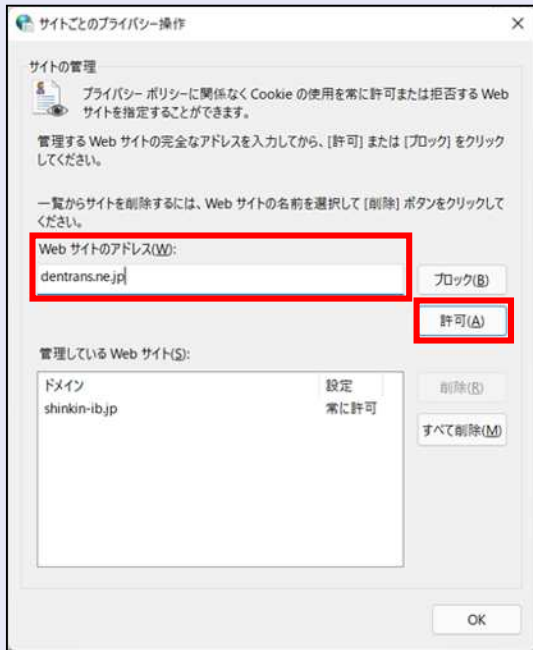 サイトごとのプライバシー操作
サイトの管理
プライバシー ポリシーに関係なく Cookie の使用を常に許可または拒否する Web
サイトを指定することができます。
管理する Web サイトの完全なアドレスを入力してから、[許可] または [ブロック] をクリック
してください。
一覧からサイトを削除するには、Web サイトの名前を選択して [削除] ボタンをクリックして
ください。
Web サイトのアドレス(W):
dentrans.ne.jp
ブロック(B)
許可(A)
管理している Web サイト(S):
ドメイン 設定
削除(R)
shinkin-ib.jp 常に許可
すべて削除(M)
OK